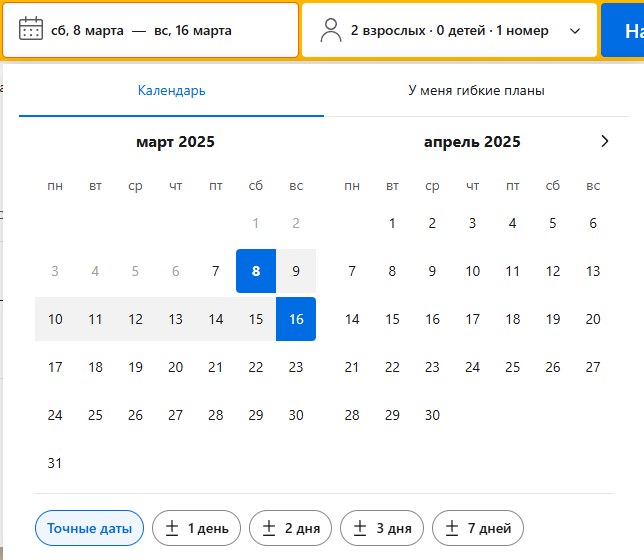 сб, 8 марта — вс, 16 марта 2 взрослых · 0 детей · 1 номер На
Календарь У меня гибкие планы
март 2025 апрель 2025
пн вт ср чт пт сб вс пн вт ср чт пт сб вс
1 2 1 2 3 4 5 6
3 4 5 6 7 8 9 7 8 9 10 11 12 13
10 11 12 13 14 15 16 14 15 16 17 18 19 20
17 18 19 20 21 22 23 21 22 23 24 25 26 27
24 25 26 27 28 29 30 28 29 30
31
Точные даты ± 1 день ± 2 дня ± 3 дня ± 7 дней